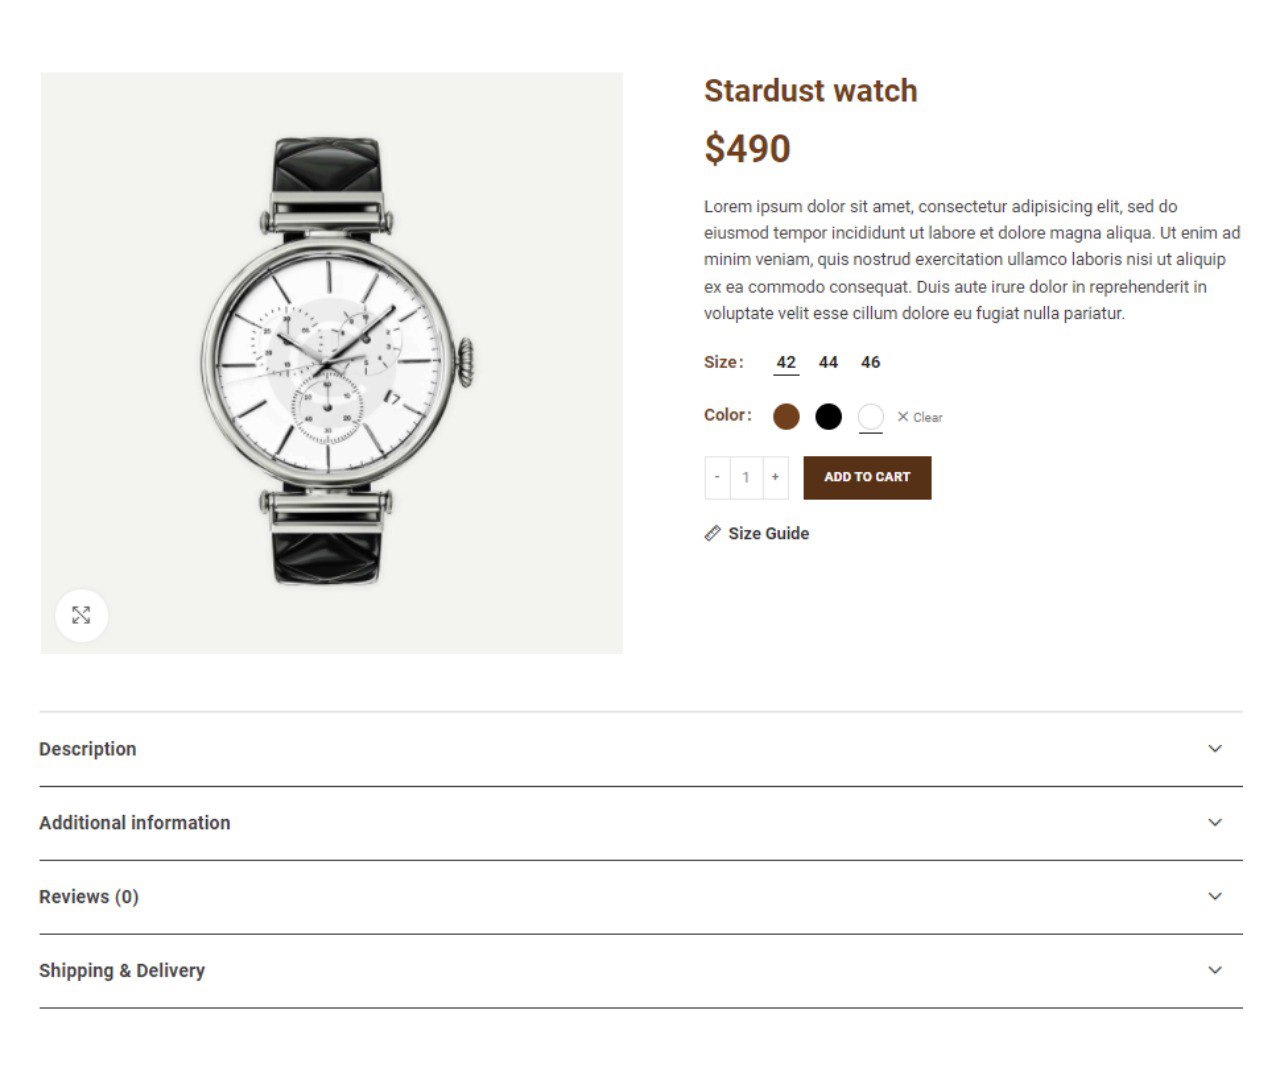 Stardust watch
$490
Lorem ipsum dolor sit amet, consectetur adipisicing elit, sed do
eiusmod tempor incididunt ut labore et dolore magna aliqua. Ut enim ad
minim veniam, quis nostrud exercitation ullamco laboris nisi ut aliquip
ex ea commodo consequat. Duis aute irure dolor in reprehenderit in
voluptate velit esse cillum dolore eu fugiat nulla pariatur.
Size: 42 44 46
Color: Clear
- 1 + ADD TO CART
Size Guide
Description
Additional information
Reviews (0)
Shipping & Delivery